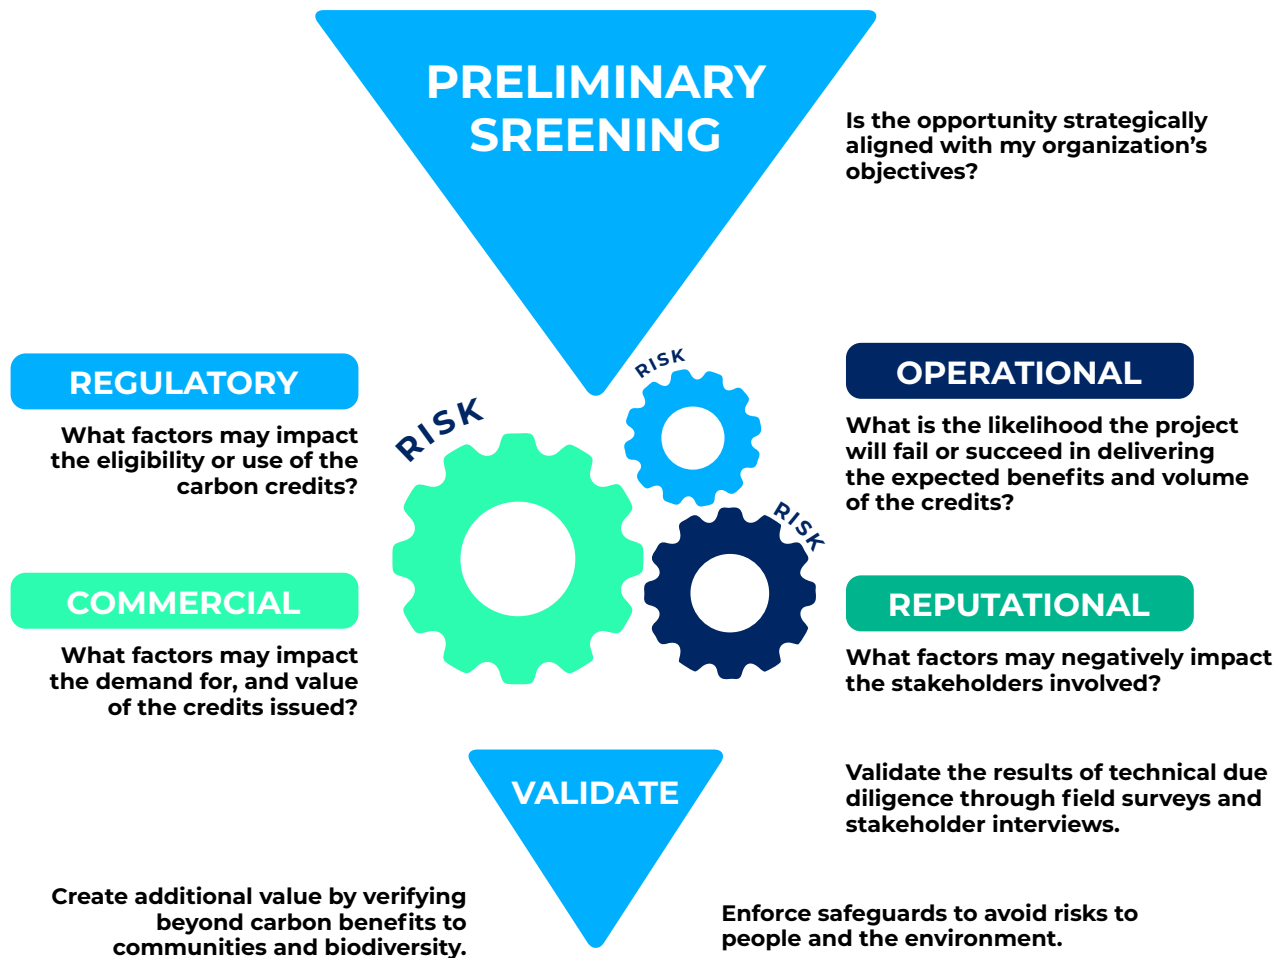 PRELIMINARY
SREENING
Is the opportunity strategically
aligned with my organization’s
objectives?
REGULATORY
What factors may impact
the eligibility or use of the
carbon credits?
RISK
RISK
RISK
OPERATIONAL
What is the likelihood the project
will fail or succeed in delivering
the expected benefits and volume
of the credits?
COMMERCIAL
What factors may impact
the demand for, and value
of the credits issued?
REPUTATIONAL
What factors may negatively impact
the stakeholders involved?
VALIDATE
Validate the results of technical due
diligence through field surveys and
stakeholder interviews.
Create additional value by verifying
beyond carbon benefits to
communities and biodiversity.
Enforce safeguards to avoid risks to
people and the environment.